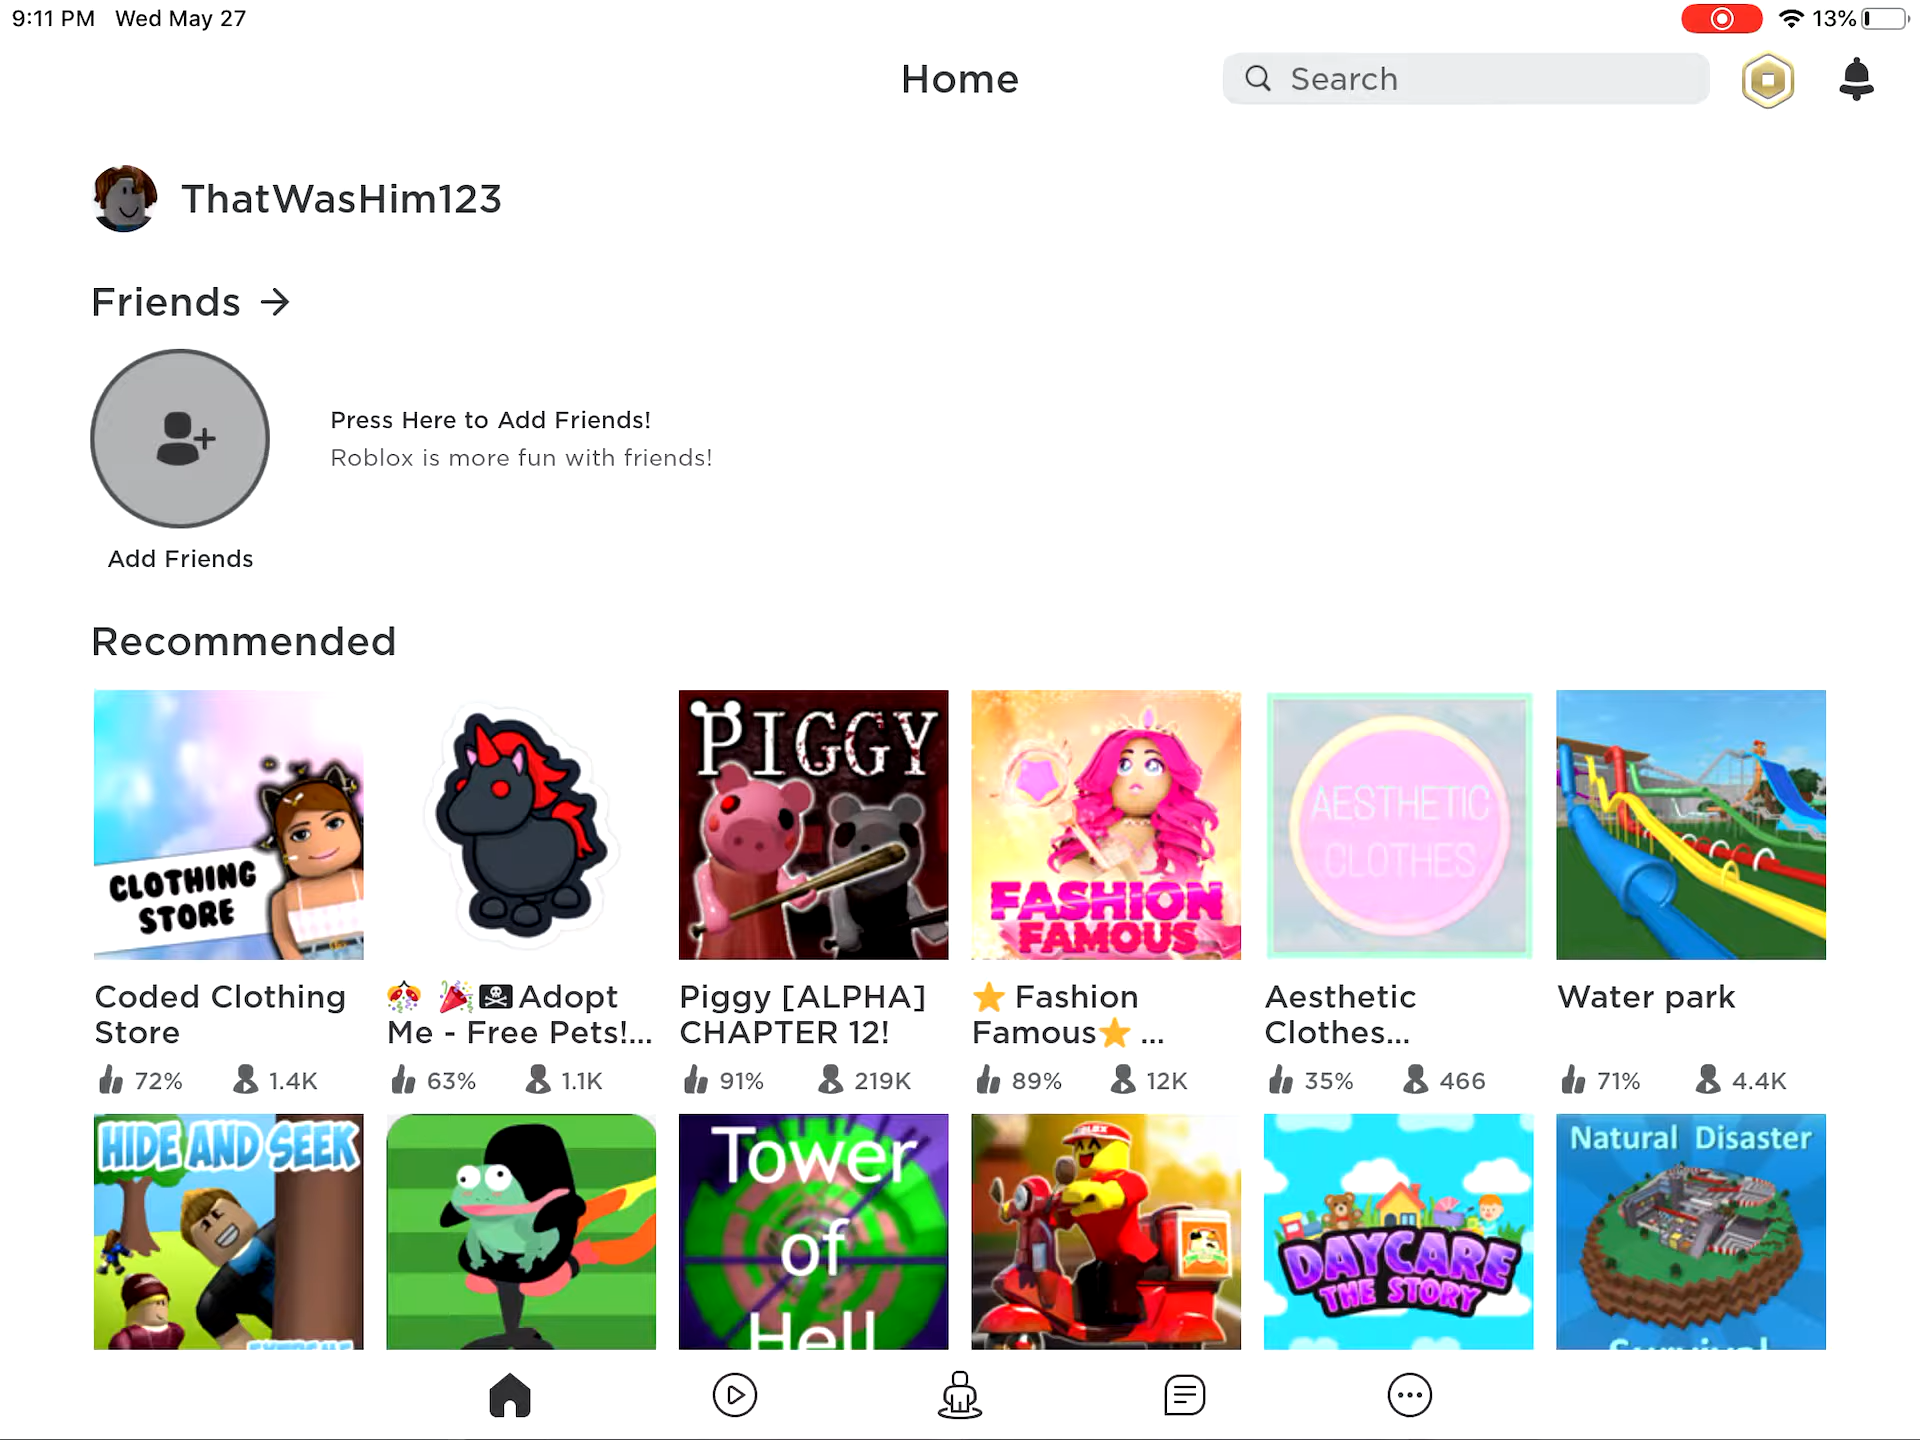 9:11 PM Wed May 27
13%
Home
Search
ThatWasHim123
Friends →
Press Here to Add Friends!
Roblox is more fun with friends!
Add Friends
Recommended
CLOTHING
STORE
PIGGY
FASHION
FAMOUS
AESTHETIC
CLOTHES
Coded Clothing
Store
Adopt
Me - Free Pets!...
Piggy [ALPHA]
CHAPTER 12!
⭐ Fashion
Famous⭐ ...
Aesthetic
Clothes...
Water park
72% 1.4K
63% 1.1K
91% 219K
89% 12K
35% 466
71% 4.4K
HIDE AND SEEK
EXTREME
Tower
of
Hell
DAYCARE
THE STORY
Natural Disaster
Survival